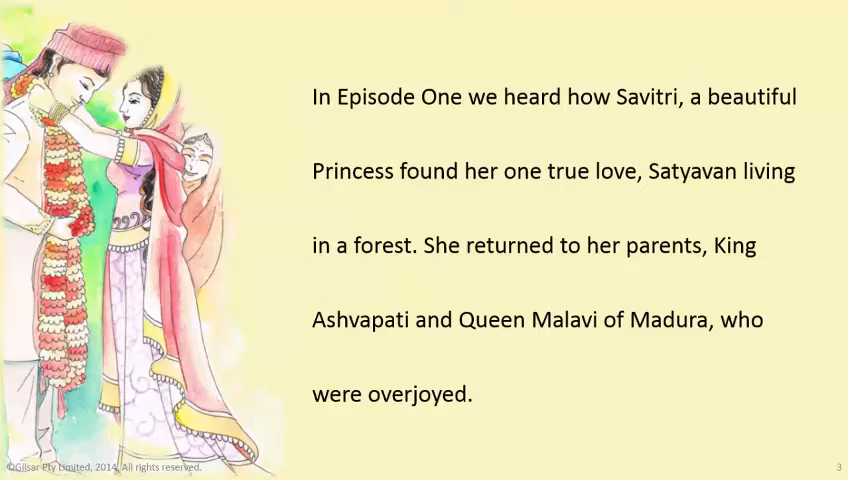 In Episode One we heard how Savitri, a beautiful
Princess found her one true love, Satyavan living
in a forest. She returned to her parents, King
Ashvapati and Queen Malavi of Madura, who
were overjoyed.
©Gilsar Pty Limited, 2014. All rights reserved.
3